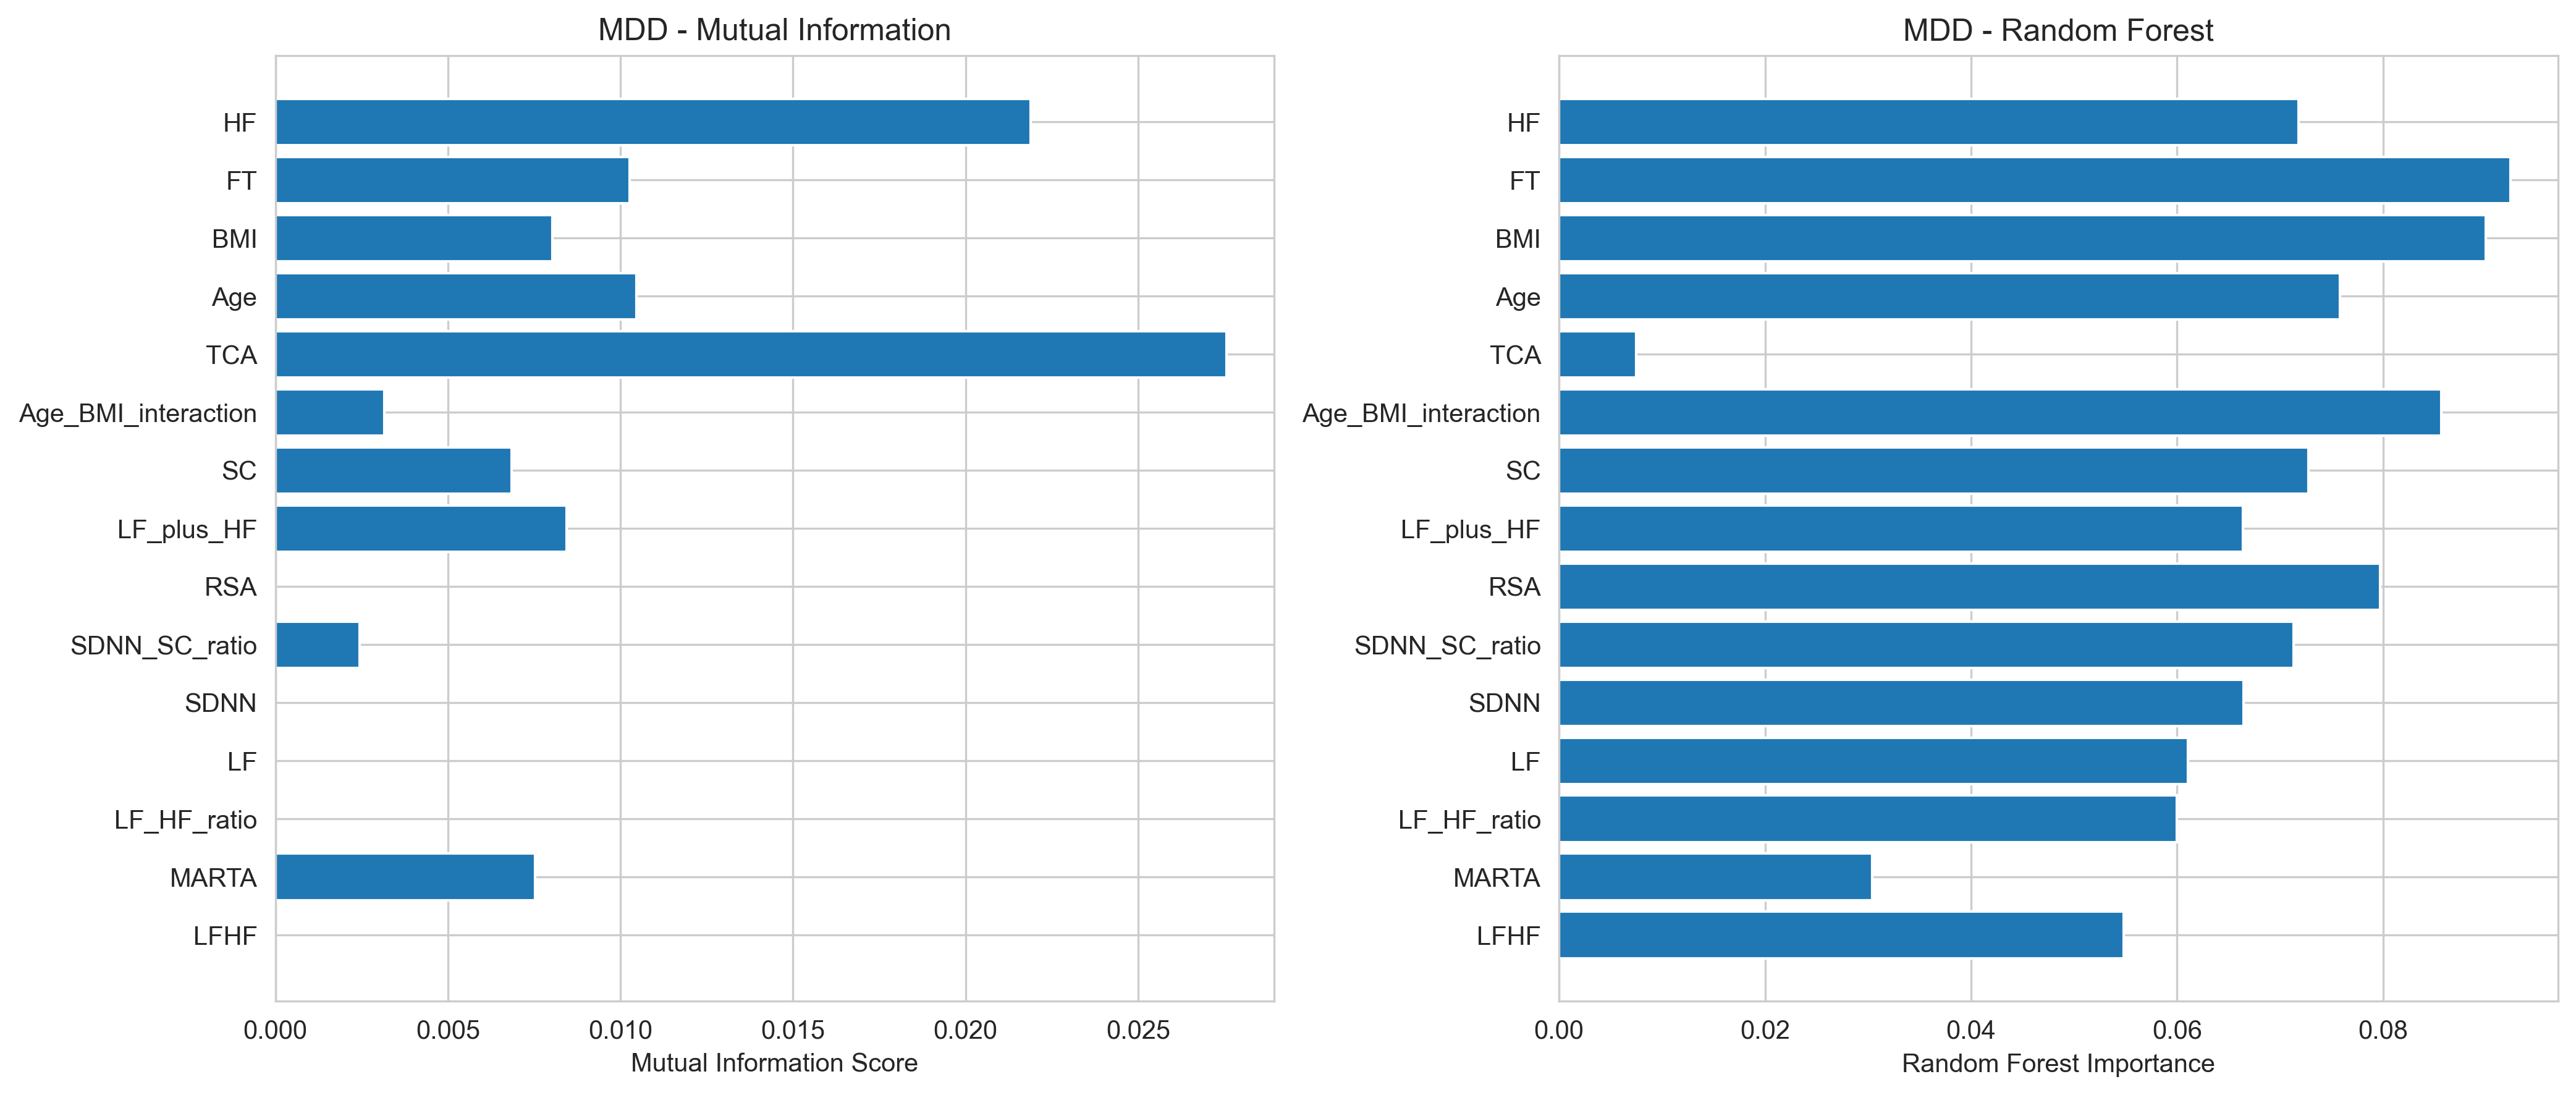 MDD - Mutual Information
HF
FT
BMI
Age
TCA
Age_BMI_interaction
SC
LF_plus_HF
RSA
SDNN_SC_ratio
SDNN
LF
LF_HF_ratio
MARTA
LFHF
0.000 0.005 0.010 0.015 0.020 0.025
Mutual Information Score
MDD - Random Forest
HF
FT
BMI
Age
TCA
Age_BMI_interaction
SC
LF_plus_HF
RSA
SDNN_SC_ratio
SDNN
LF
LF_HF_ratio
MARTA
LFHF
0.00 0.02 0.04 0.06 0.08
Random Forest Importance